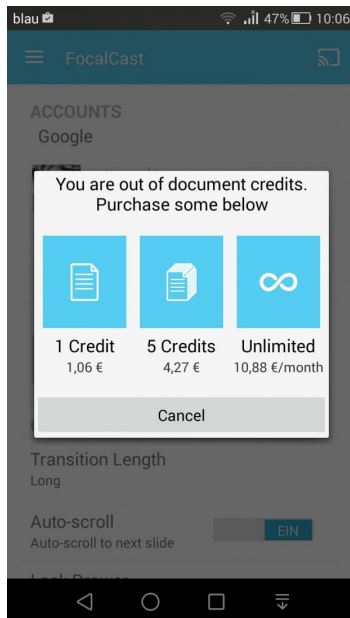 blau 47% 10:06
FocalCast
ACCOUNTS
Google
You are out of document credits.
Purchase some below
1 Credit 5 Credits Unlimited
1,06 € 4,27 € 10,88 €/month
Cancel
Transition Length
Long
Auto-scroll
Auto-scroll to next slide
EIN